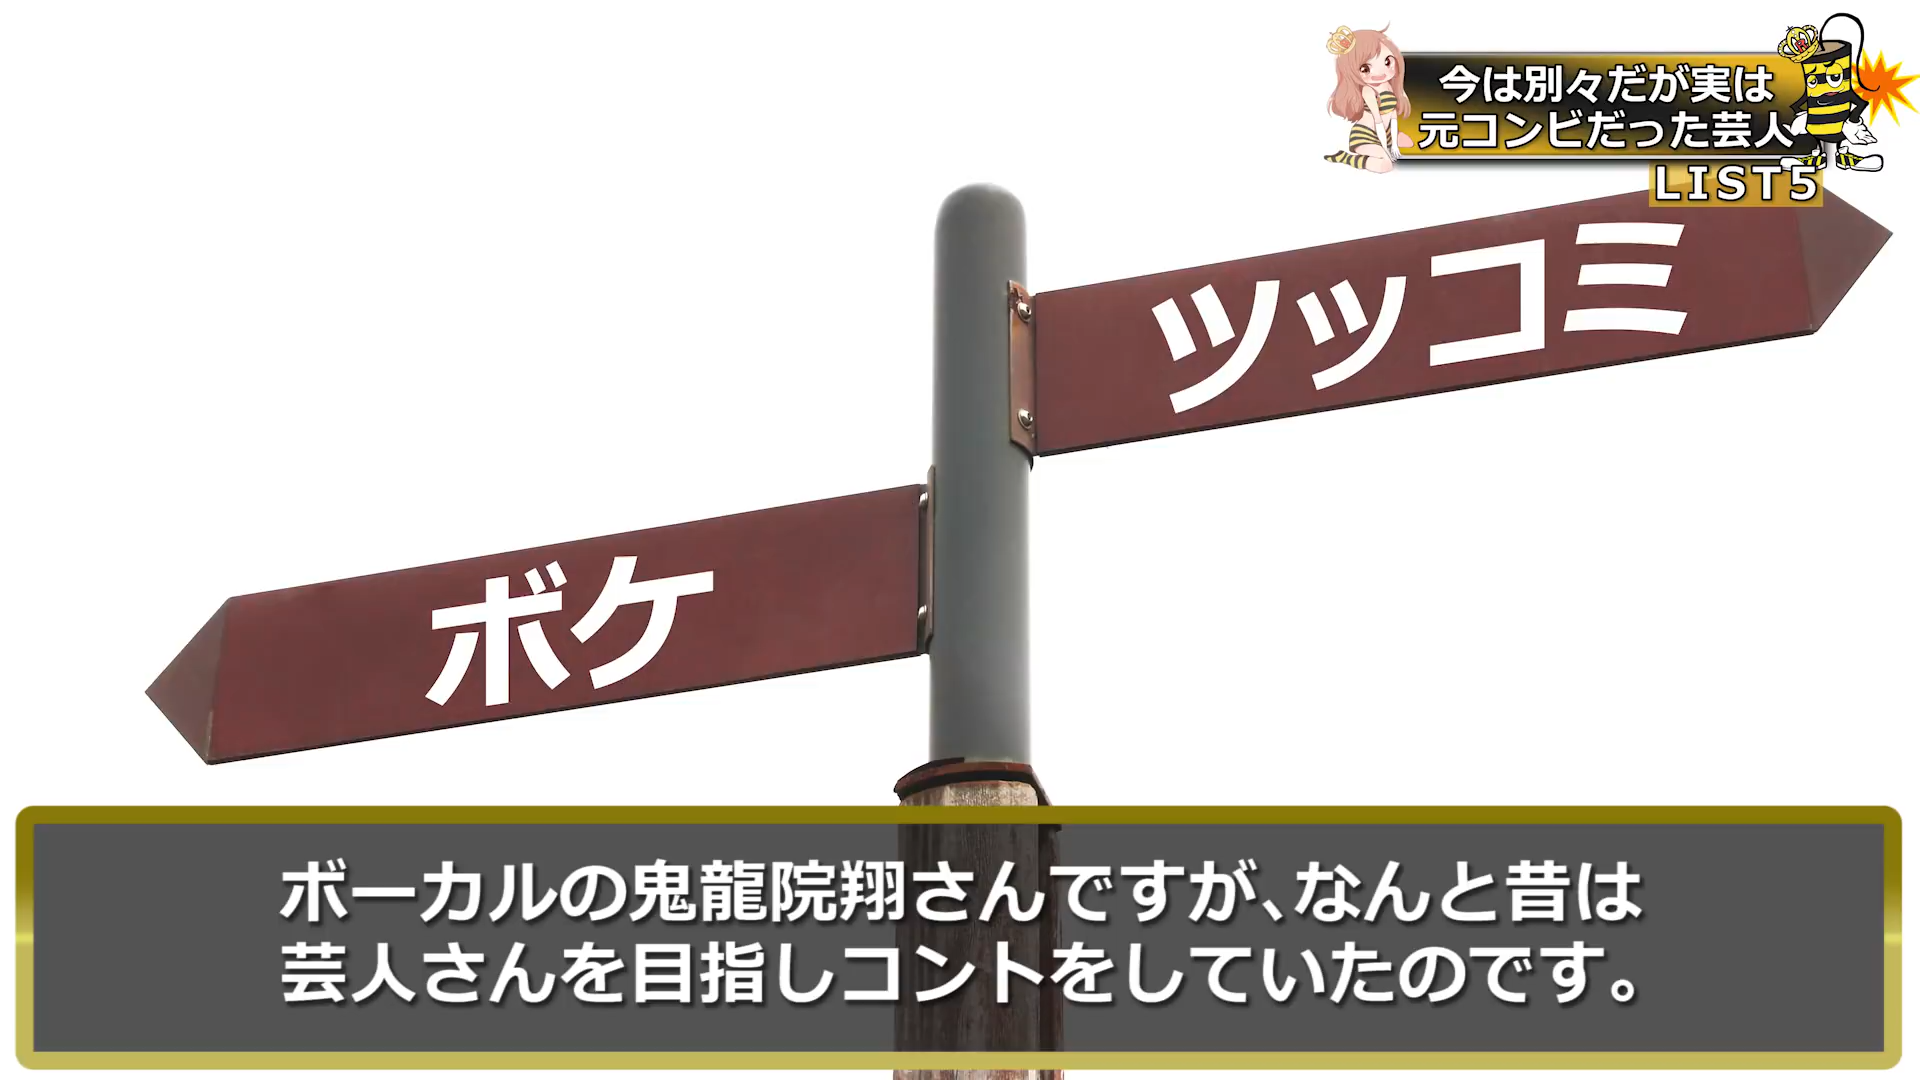 今は別々だが実は
元コンビだった芸人
LIST5
ツッコミ
ボケ
ボーカルの鬼龍院翔さんですが、なんと昔は
芸人さんを目指しコントをしていたのです。